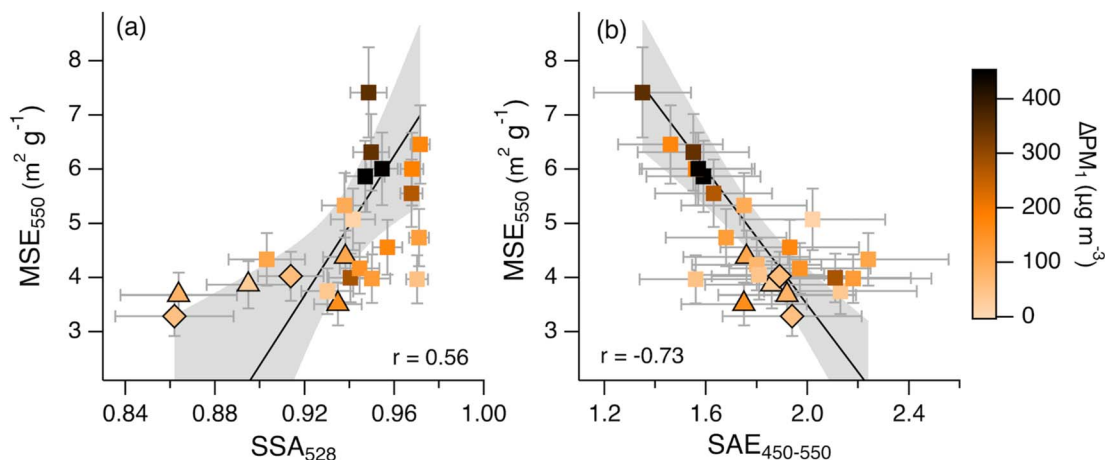 (a)
MSE550 (m2 g-1)
8
7
6
5
4
3
r = 0.56
0.84 0.88 0.92 0.96 1.00
SSA528
(b)
MSE550 (m2 g-1)
8
7
6
5
4
3
r = -0.73
1.2 1.6 2.0 2.4
SAE450-550
400
300
200
100
0
ΔPM1 (µg m-3)